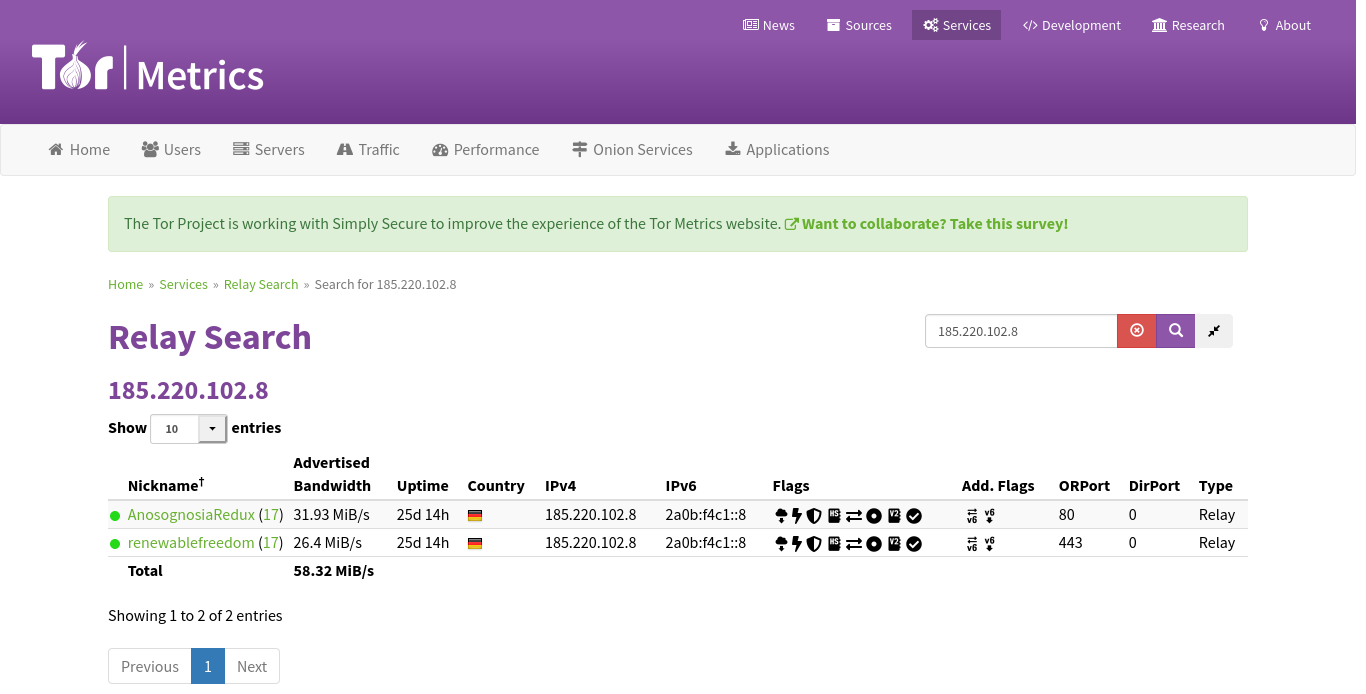 News Sources Services Development Research About
Tor Metrics
Home Users Servers Traffic Performance Onion Services Applications
The Tor Project is working with Simply Secure to improve the experience of the Tor Metrics website. Want to collaborate? Take this survey!
Home » Services » Relay Search » Search for 185.220.102.8
Relay Search
185.220.102.8
185.220.102.8
Show 10 entries
Nickname† Advertised Bandwidth Uptime Country IPv4 IPv6 Flags Add. Flags ORPort DirPort Type
AnosognosiaRedux (17) 31.93 MiB/s 25d 14h 185.220.102.8 2a0b:f4c1::8 HS V2 v6 v6 80 0 Relay
renewablefreedom (17) 26.4 MiB/s 25d 14h 185.220.102.8 2a0b:f4c1::8 HS V2 v6 v6 443 0 Relay
Total 58.32 MiB/s
Showing 1 to 2 of 2 entries
Previous 1 Next